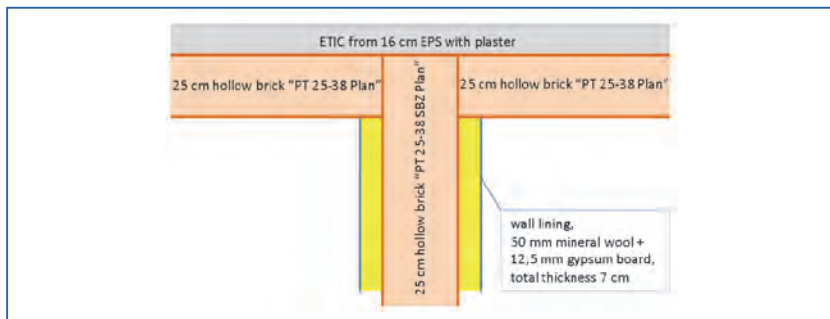 ETIC from 16 cm EPS with plaster
25 cm hollow brick “PT 25-38 Plan”
25 cm hollow brick “PT 25-38 SBZ Plan”
25 cm hollow brick “PT 25-38 Plan”
wall lining,
50 mm mineral wool +
12,5 mm gypsum board,
total thickness 7 cm